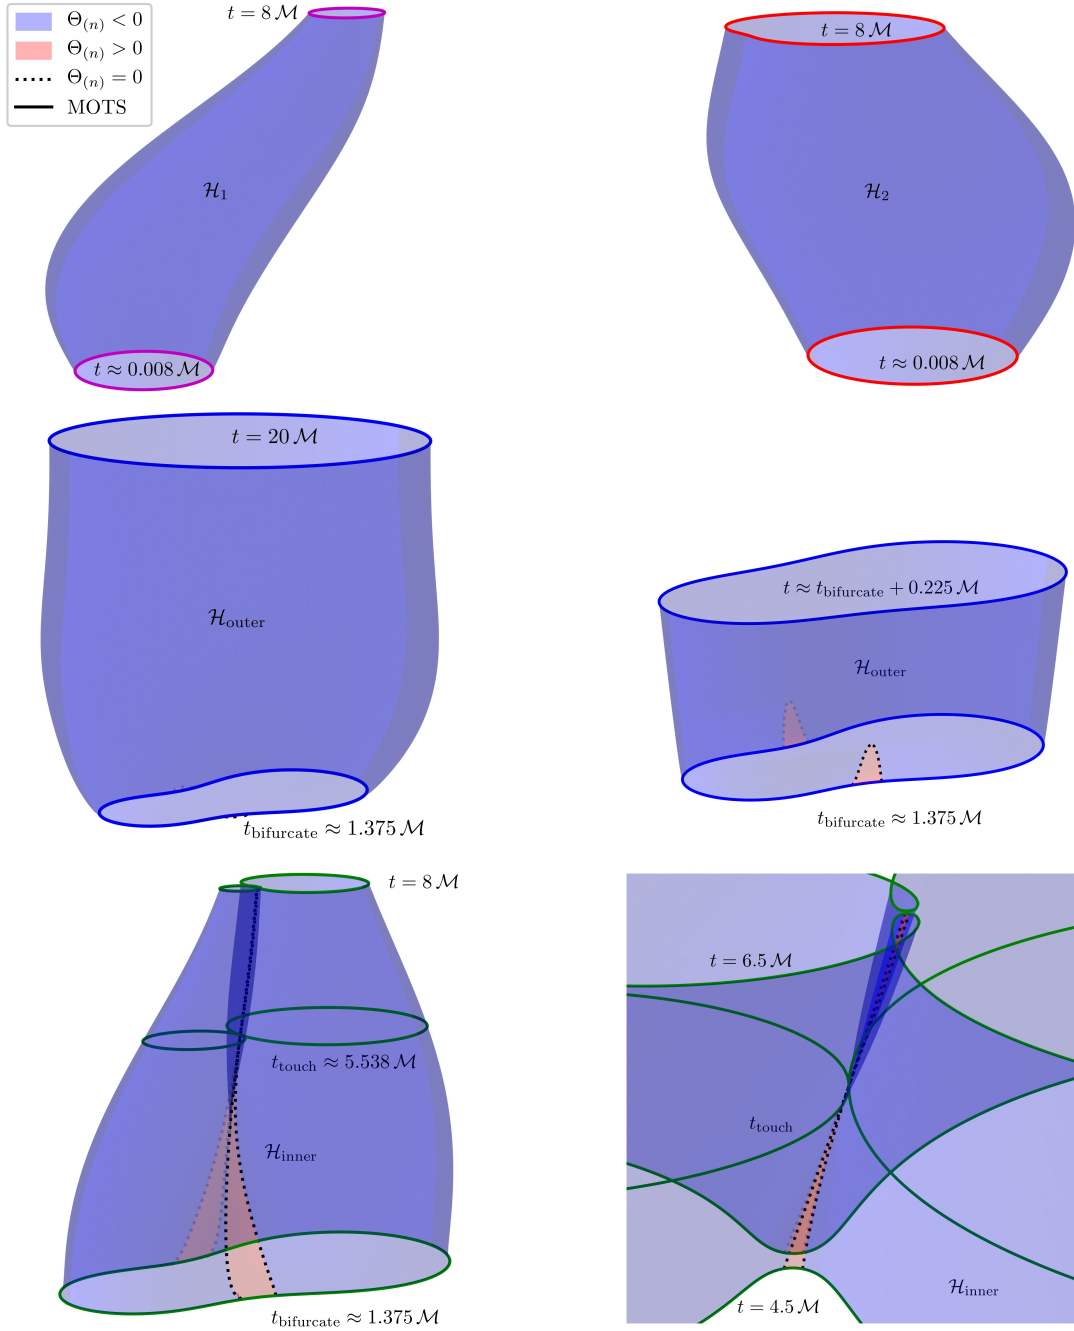 Θ(n) < 0
Θ(n) > 0
Θ(n) = 0
MOTS
t = 8 ℳ
ℋ₁
t ≈ 0.008 ℳ
t = 8 ℳ
ℋ₂
t ≈ 0.008 ℳ
t = 20 ℳ
ℋouter
tbifurcate ≈ 1.375 ℳ
t ≈ tbifurcate + 0.225 ℳ
ℋouter
tbifurcate ≈ 1.375 ℳ
t = 8 ℳ
ttouch ≈ 5.538 ℳ
ℋinner
tbifurcate ≈ 1.375 ℳ
t = 6.5 ℳ
ttouch
ℋinner
t = 4.5 ℳ